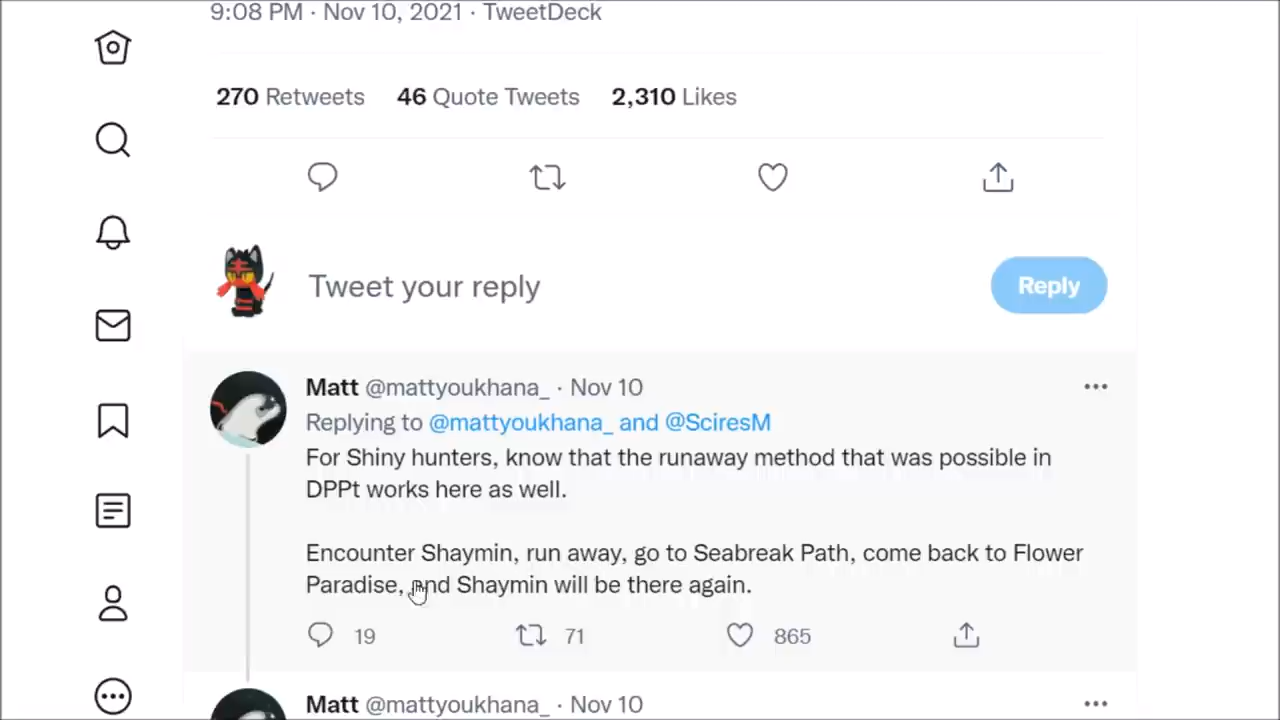 9:08 PM · Nov 10, 2021 · TweetDeck
270 Retweets 46 Quote Tweets 2,310 Likes
Tweet your reply
Reply
Matt @mattyoukhana_ · Nov 10
Replying to @mattyoukhana_ and @SciresM
For Shiny hunters, know that the runaway method that was possible in
DPPt works here as well.
Encounter Shaymin, run away, go to Seabreak Path, come back to Flower
Paradise, and Shaymin will be there again.
19 71 865
Matt @mattyoukhana_ · Nov 10